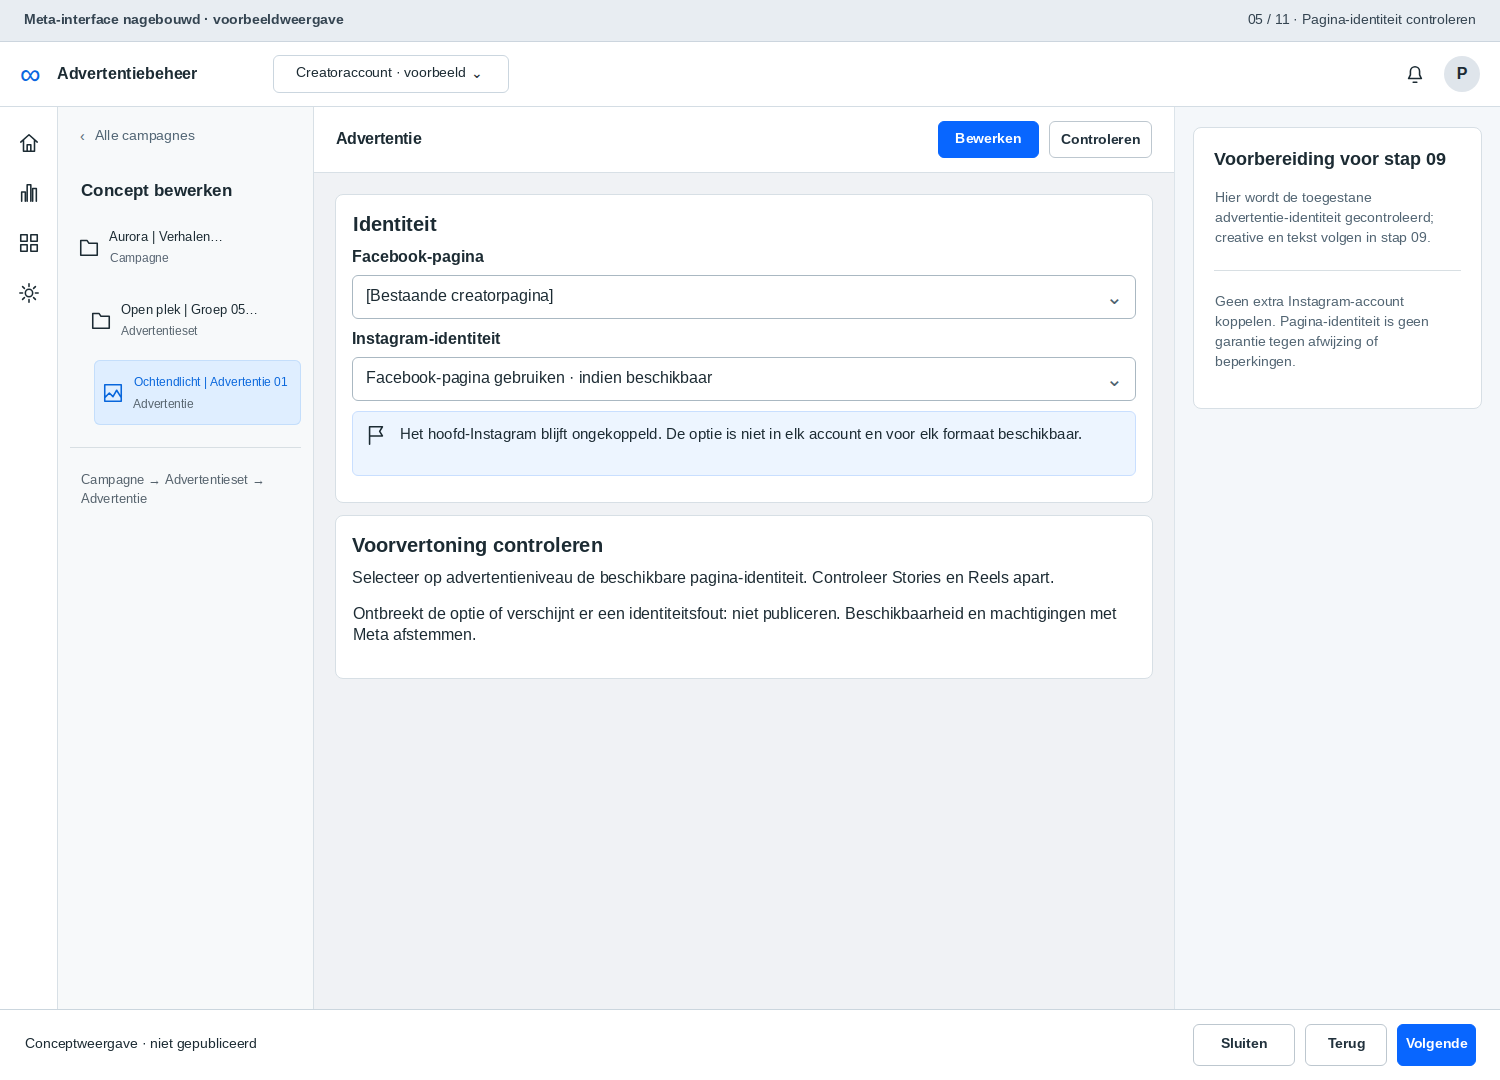 Meta-interface nagebouwd · voorbeeldweergave
05 / 11 · Pagina-identiteit controleren
Advertentiebeheer
Creatoraccount · voorbeeld
P
‹ Alle campagnes
Concept bewerken
Aurora | Verhalen…
Campagne
Open plek | Groep 05…
Advertentieset
Ochtendlicht | Advertentie 01
Advertentie
Campagne → Advertentieset →
Advertentie
Advertentie
Bewerken
Controleren
Identiteit
Facebook-pagina
[Bestaande creatorpagina]
Instagram-identiteit
Facebook-pagina gebruiken · indien beschikbaar
Het hoofd-Instagram blijft ongekoppeld. De optie is niet in elk account en voor elk formaat beschikbaar.
Voorvertoning controleren
Selecteer op advertentieniveau de beschikbare pagina-identiteit. Controleer Stories en Reels apart.
Ontbreekt de optie of verschijnt er een identiteitsfout: niet publiceren. Beschikbaarheid en machtigingen met
Meta afstemmen.
Voorbereiding voor stap 09
Hier wordt de toegestane
advertentie-identiteit gecontroleerd;
creative en tekst volgen in stap 09.
Geen extra Instagram-account
koppelen. Pagina-identiteit is geen
garantie tegen afwijzing of
beperkingen.
Conceptweergave · niet gepubliceerd
Sluiten
Terug
Volgende